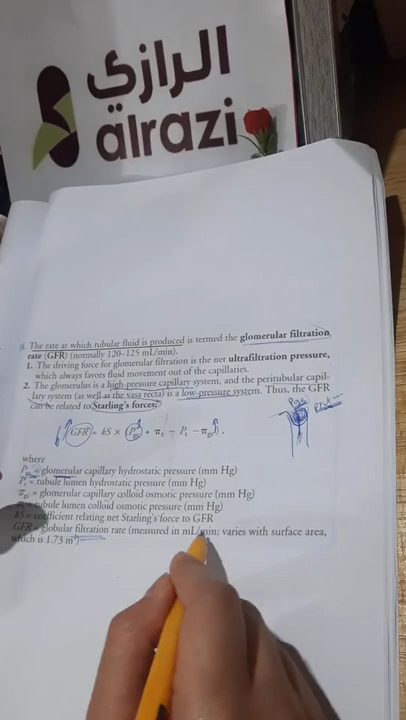 الرازي
alrazi
B. The rate at which tubular fluid is produced is termed the glomerular filtration
rate (GFR) (normally 120–125 mL/min).
1. The driving force for glomerular filtration is the net ultrafiltration pressure,
which always favors fluid movement out of the capillaries.
2. The glomerulus is a high-pressure capillary system, and the peritubular capil-
lary system (as well as the vasa recta) is a low-pressure system. Thus, the GFR
can be related to Starling's forces:
GFR = kS × (Pgc + πt − Pt − πgc).
where
Pgc = glomerular capillary hydrostatic pressure (mm Hg)
Pt = tubule lumen hydrostatic pressure (mm Hg)
πgc = glomerular capillary colloid osmotic pressure (mm Hg)
πt = tubule lumen colloid osmotic pressure (mm Hg)
kS = coefficient relating net Starling's force to GFR
GFR = globular filtration rate (measured in mL/min; varies with surface area,
which is 1.73 m²)